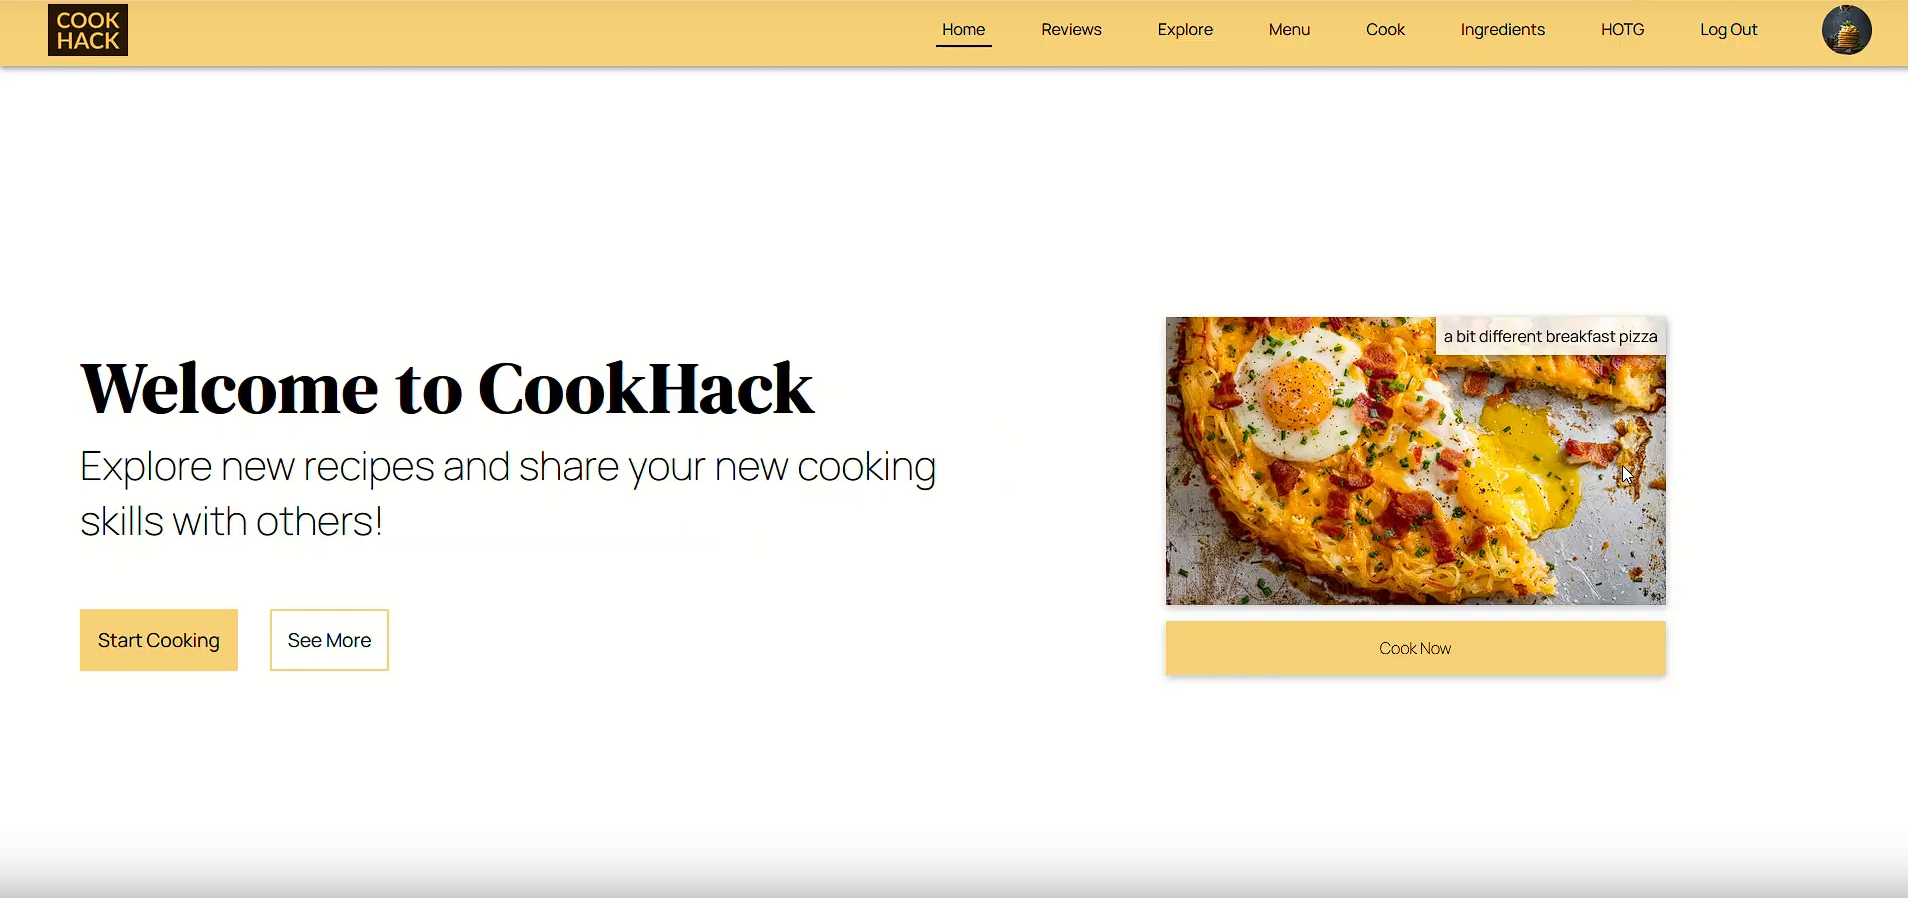 COOK
HACK
Home Reviews Explore Menu Cook Ingredients HOTG Log Out
Welcome to CookHack
Explore new recipes and share your new cooking
skills with others!
Start Cooking See More
a bit different breakfast pizza
Cook Now